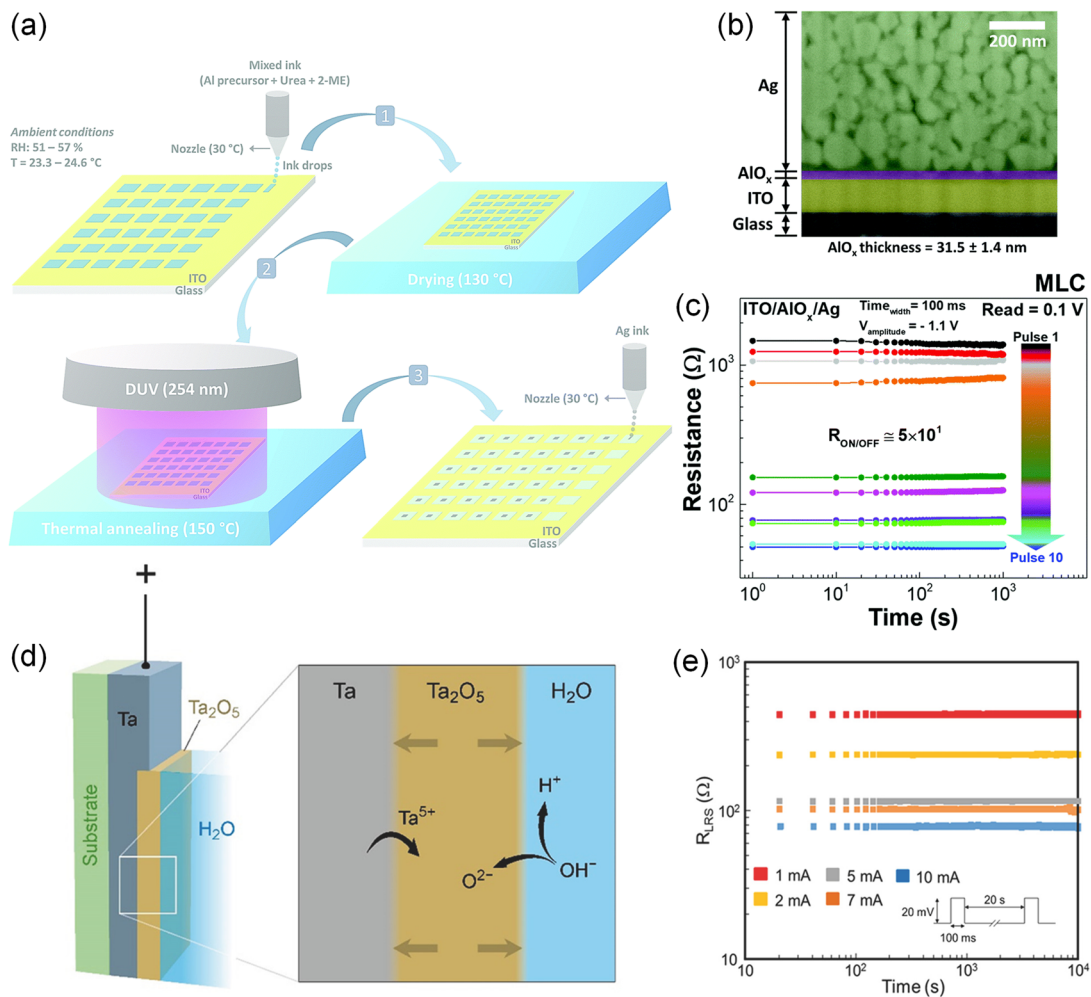 (a)
Mixed ink
(Al precursor + Urea + 2-ME)
Ambient conditions
RH: 51 – 57 %
T = 23.3 – 24.6 °C
Nozzle (30 °C)
Ink drops
1
ITO
Glass
ITO
Glass
Drying (130 °C)
2
DUV (254 nm)
ITO
Glass
Thermal annealing (150 °C)
3
Ag ink
Nozzle (30 °C)
ITO
Glass
(b)
200 nm
Ag
AlOx
ITO
Glass
AlOx thickness = 31.5 ± 1.4 nm
(c)
MLC
ITO/AlOx/Ag
Timewidth = 100 ms
Vamplitude = - 1.1 V
Read = 0.1 V
Pulse 1
RON/OFF ≅ 5×10¹
Pulse 10
Resistance (Ω)
10³
10²
10⁰ 10¹ 10² 10³
Time (s)
(d)
+
Substrate
Ta
Ta₂O₅
H₂O
Ta
Ta₂O₅
H₂O
Ta⁵⁺
H⁺
O²⁻
OH⁻
(e)
RLRS (Ω)
10³
10²
10
1 mA
5 mA
10 mA
2 mA
7 mA
20 mV
20 s
100 ms
10 10² 10³ 10⁴
Time (s)